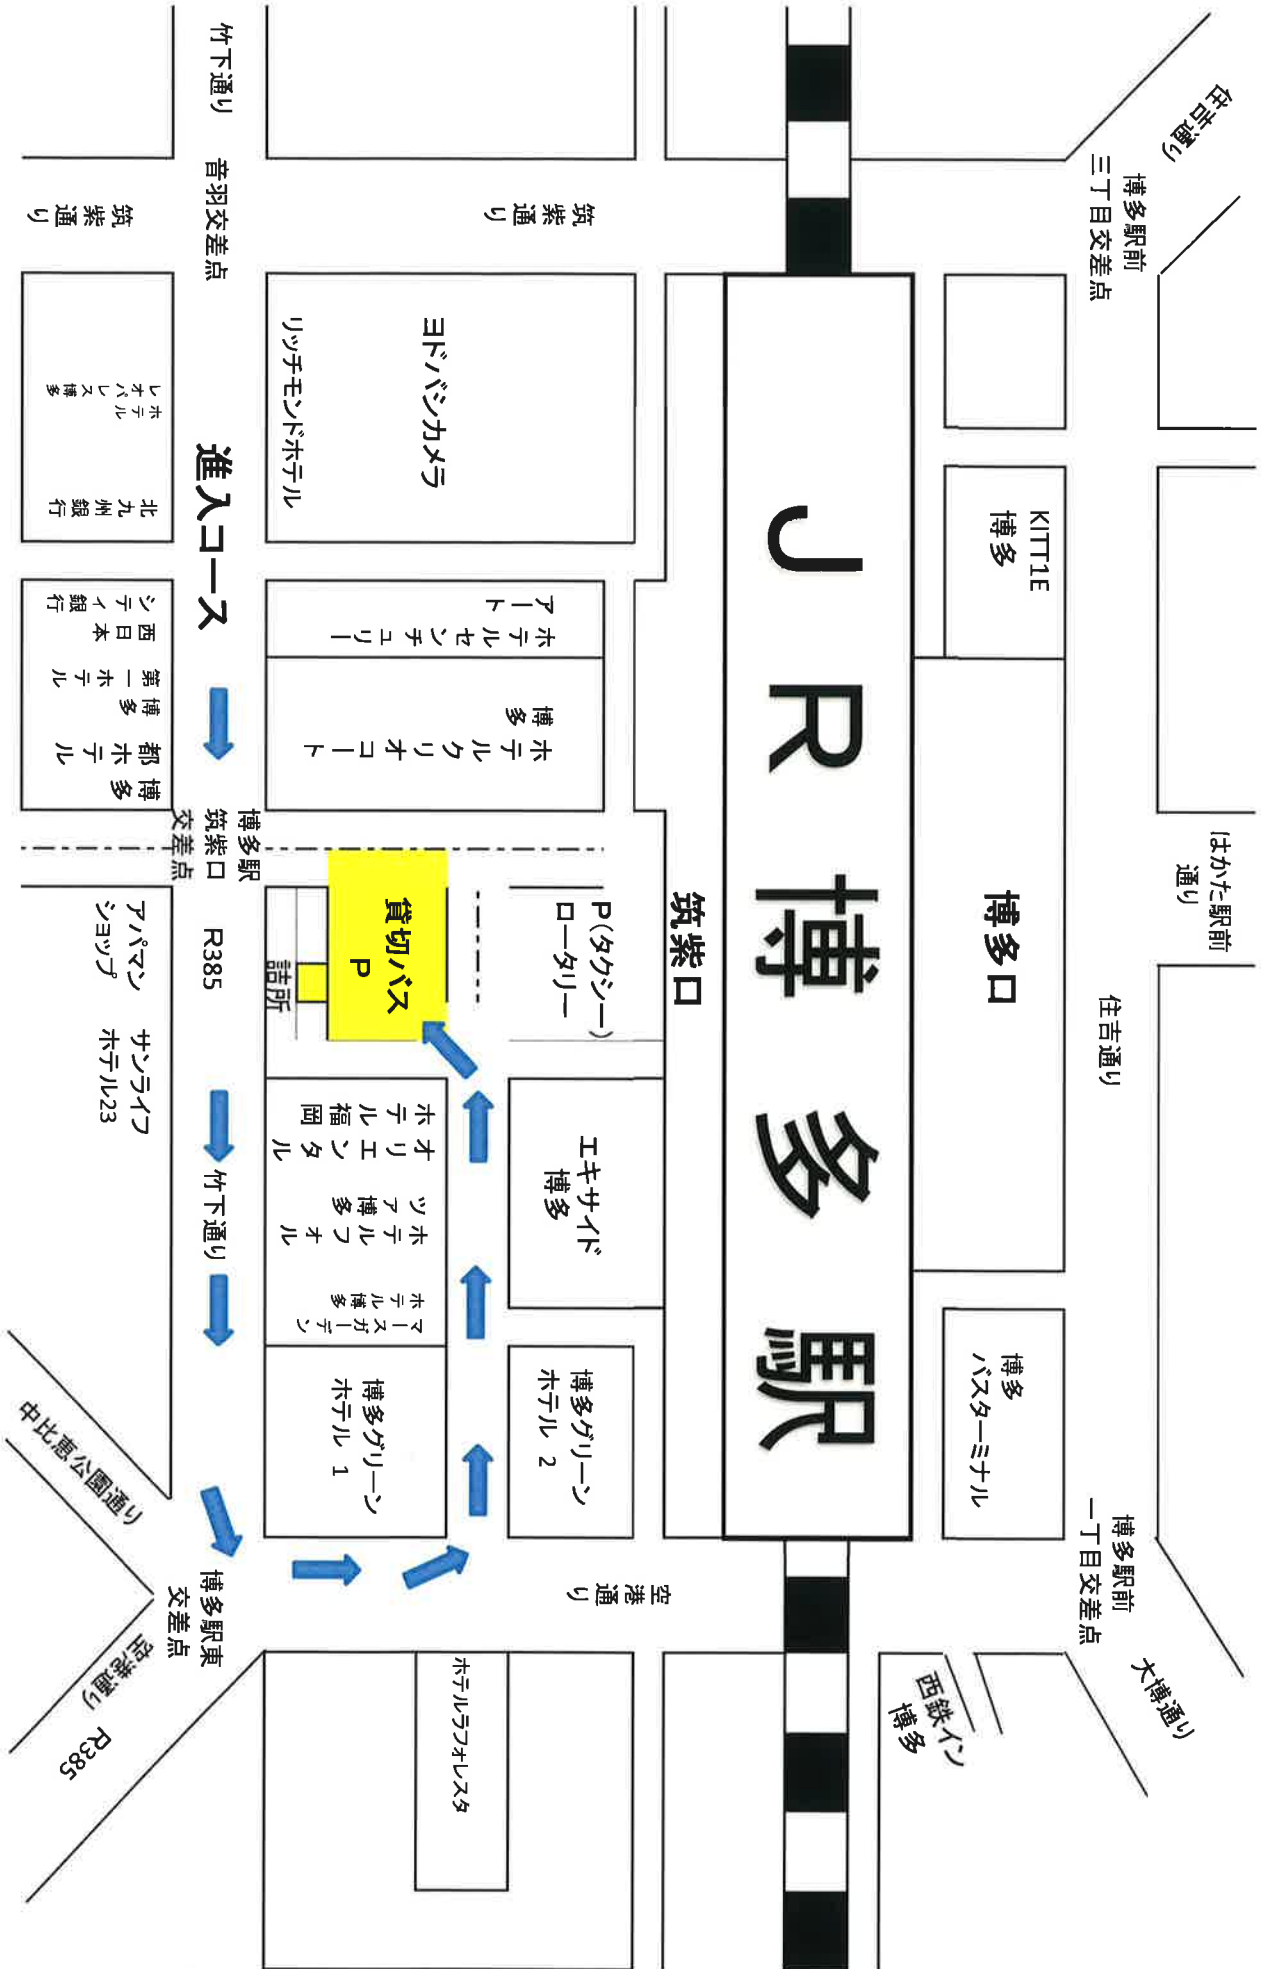 住吉通り
はかた駅前
通り
大博通り
博多駅前
三丁目交差点
住吉通り
博多駅前
一丁目交差点
KITT1E
博多
博多口
博多
バスターミナル
西鉄イン
博多
JR博多駅
筑紫口
筑紫通り
ヨドバシカメラ
リッチモンドホテル
ホテルセンチュリー
アート
ホテルクリオコート
博多
P(タクシー)
ロータリー
エキサイド
博多
博多グリーン
ホテル 2
空港通り
貸切バス
P
詰所
オリエンタル
ホテル福岡
ホテルフォル
ツァ博多
マースガーデン
ホテル博多
博多グリーン
ホテル 1
ホテルラフォレスタ
竹下通り
音羽交差点
進入コース
博多駅
筑紫口
交差点
R385
竹下通り
博多駅東
交差点
筑紫通り
ホテル
レオパレス博多
北九州銀行
西日本
シティ銀行
博多
第一ホテル
博多
都ホテル
アパマン
ショップ
サンライフ
ホテル23
中比恵公園通り
空港通り
R385